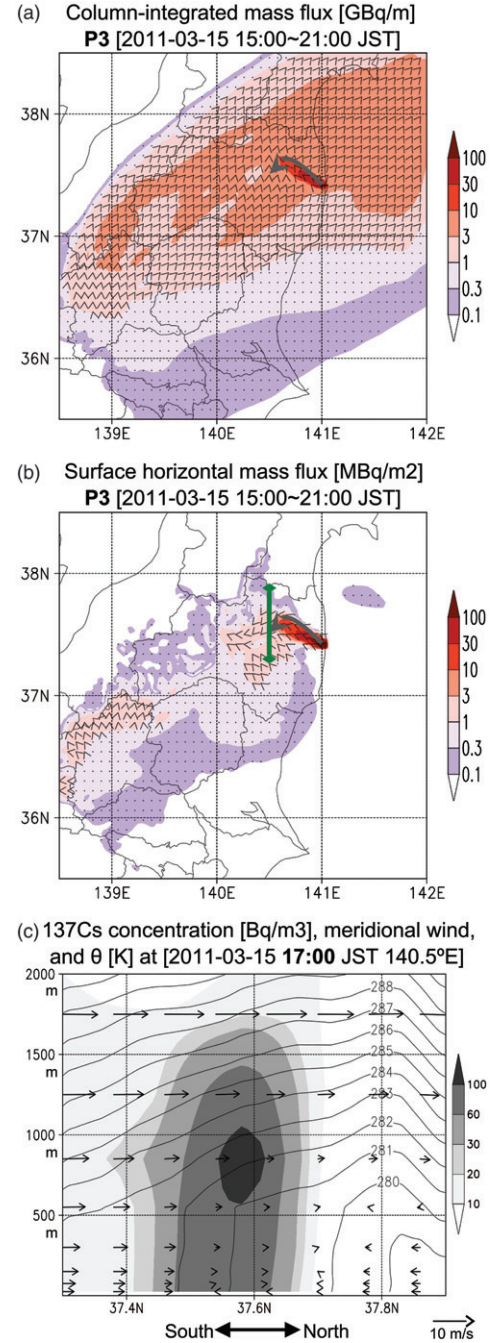 (a) Column-integrated mass flux [GBq/m]
P3 [2011-03-15 15:00~21:00 JST]
38N
37N
36N
139E 140E 141E 142E
100
30
10
3
1
0.3
0.1
(b) Surface horizontal mass flux [MBq/m2]
P3 [2011-03-15 15:00~21:00 JST]
38N
37N
36N
139E 140E 141E 142E
100
30
10
3
1
0.3
0.1
(c) 137Cs concentration [Bq/m3], meridional wind,
and θ [K] at [2011-03-15 17:00 JST 140.5ºE]
2000
m
1500
m
1000
m
500
m
288
287
286
285
284
283
282
281
280
100
60
30
20
10
37.4N 37.6N 37.8N
South North
10 m/s